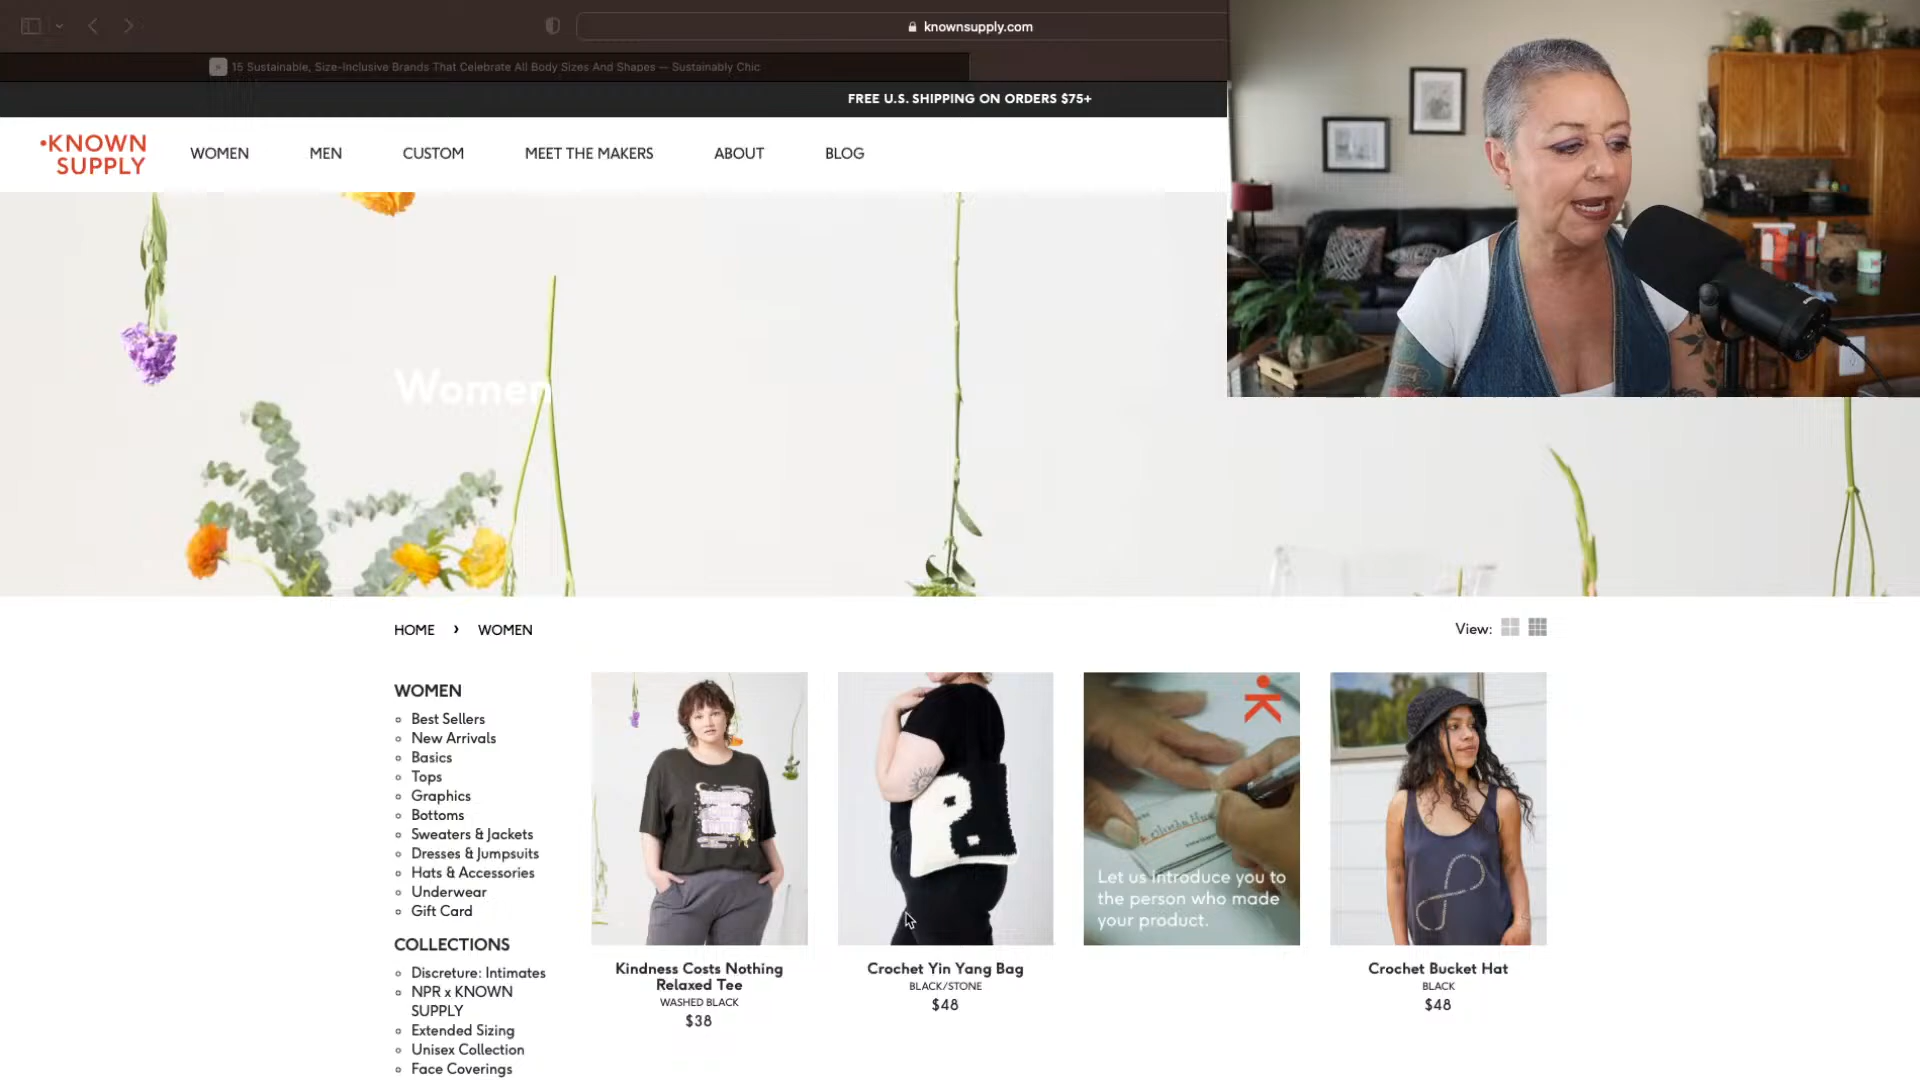 knownsupply.com
15 Sustainable, Size-Inclusive Brands That Celebrate All Body Sizes And Shapes — Sustainably Chic
FREE U.S. SHIPPING ON ORDERS $75+
KNOWN
SUPPLY
WOMEN MEN CUSTOM MEET THE MAKERS ABOUT BLOG
Women
HOME › WOMEN
View:
WOMEN
Best Sellers
New Arrivals
Basics
Tops
Graphics
Bottoms
Sweaters & Jackets
Dresses & Jumpsuits
Hats & Accessories
Underwear
Gift Card
COLLECTIONS
Discreture: Intimates
NPR x KNOWN
SUPPLY
Extended Sizing
Unisex Collection
Face Coverings
Kindness Costs Nothing
Relaxed Tee
WASHED BLACK
$38
Crochet Yin Yang Bag
BLACK/STONE
$48
Let us introduce you to
the person who made
your product.
Crochet Bucket Hat
BLACK
$48